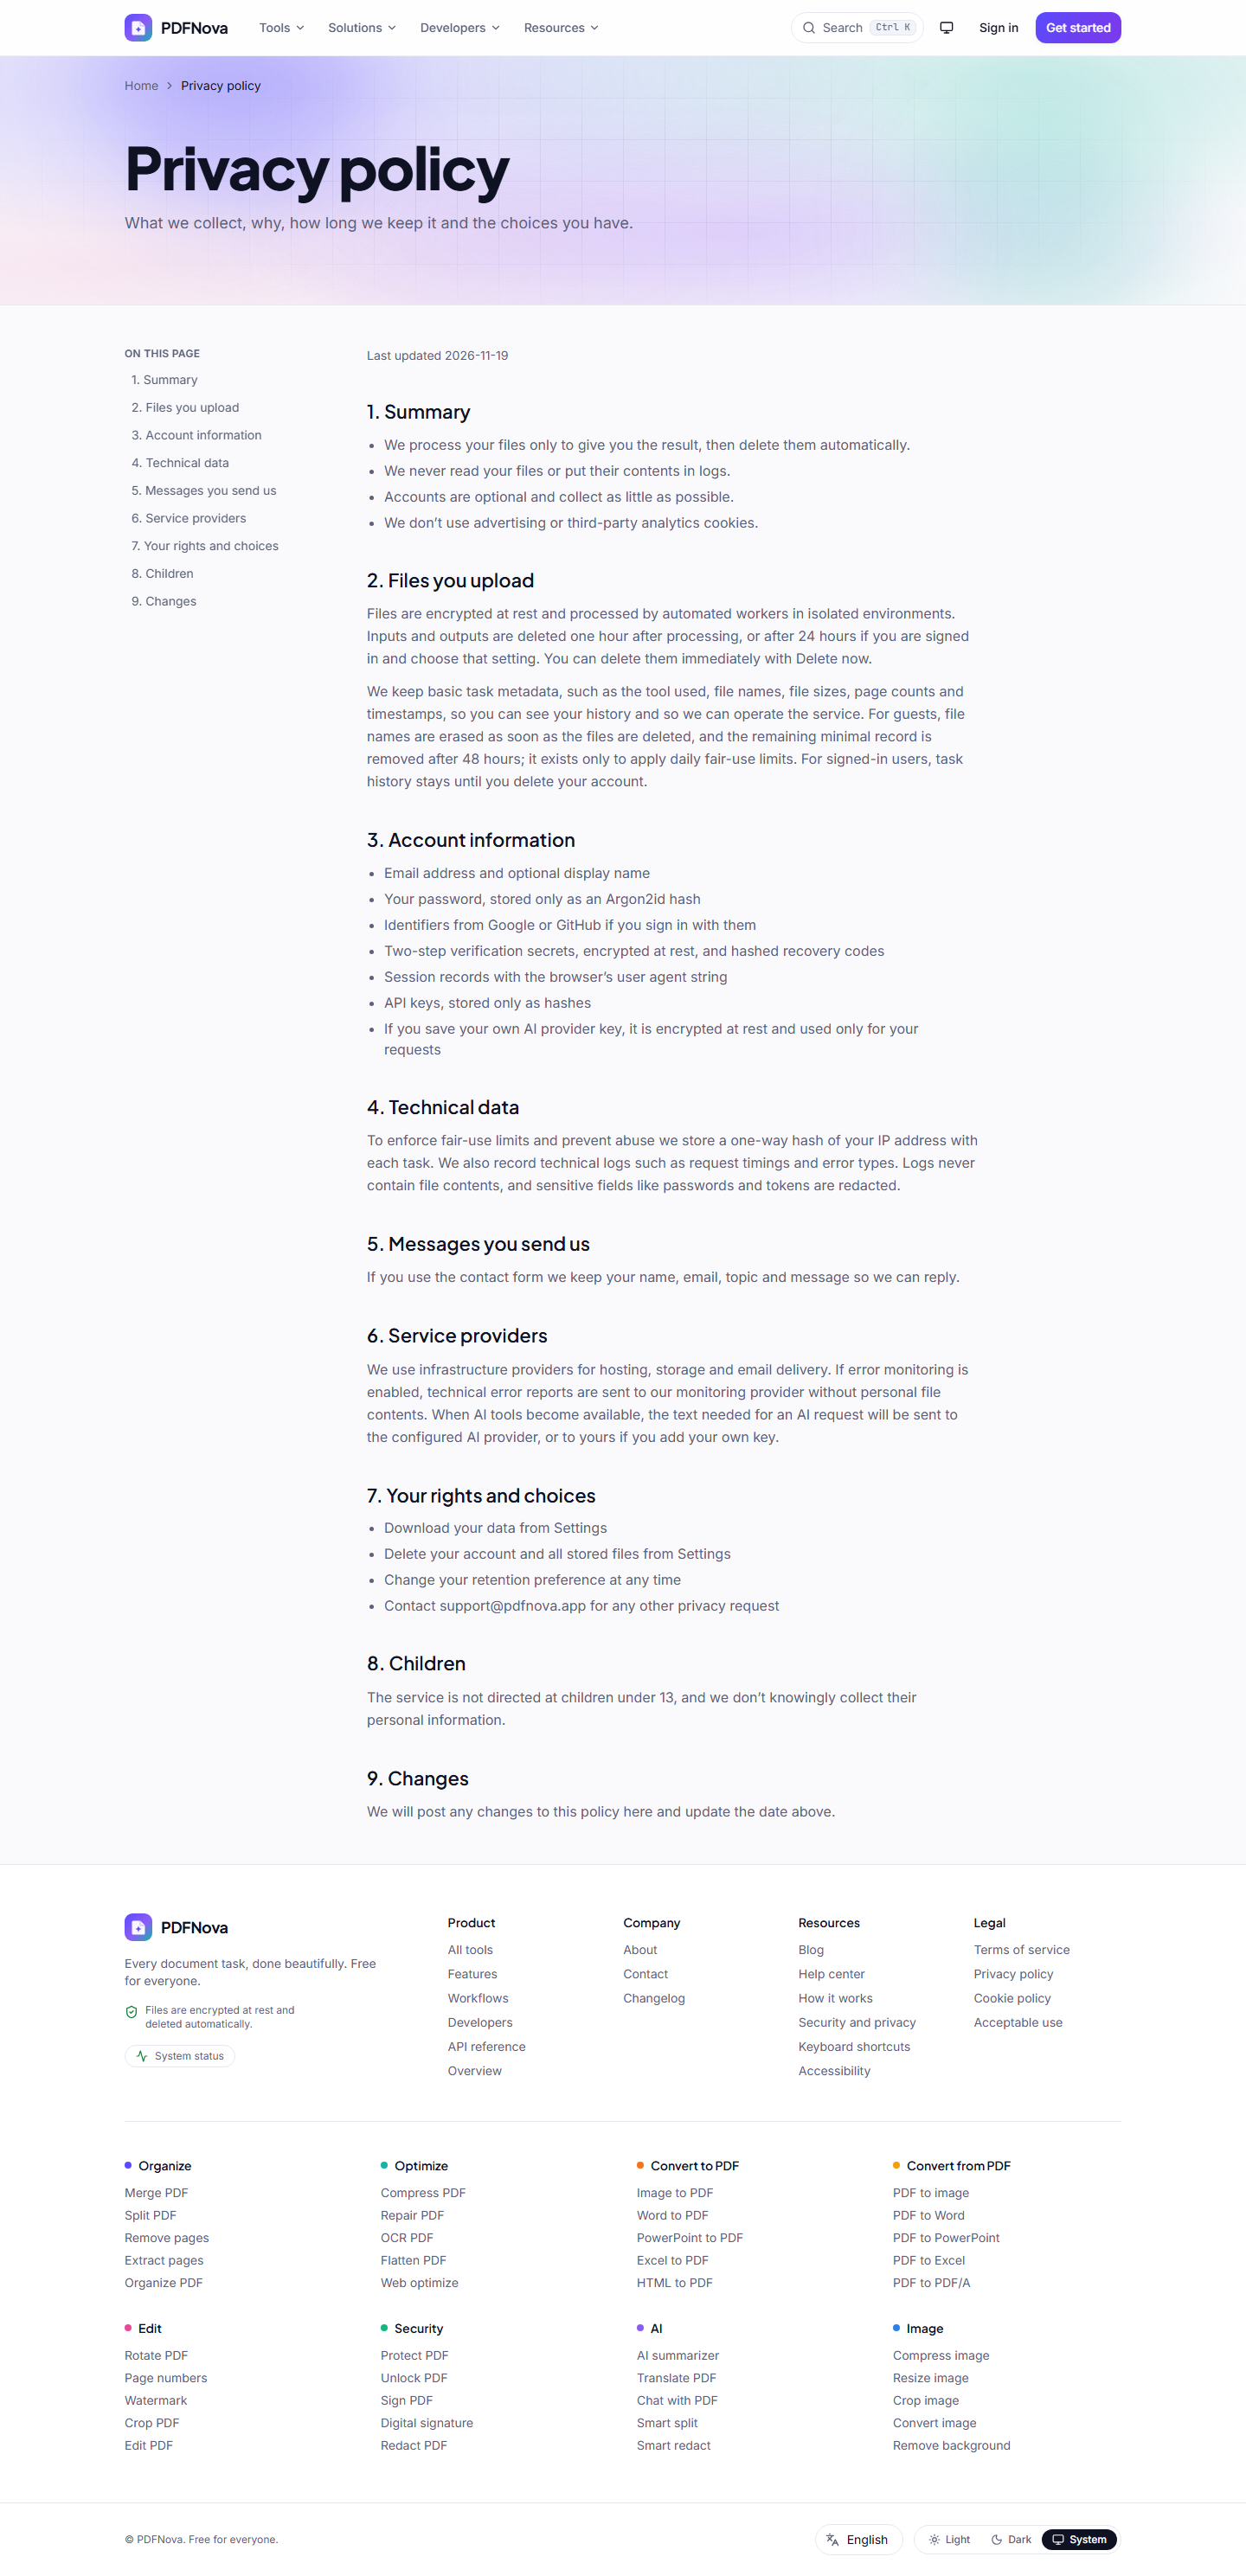 PDFNova
Tools
Solutions
Developers
Resources
Search
Ctrl K
Sign in
Get started
Home > Privacy policy
Privacy policy
What we collect, why, how long we keep it and the choices you have.
ON THIS PAGE
1. Summary
2. Files you upload
3. Account information
4. Technical data
5. Messages you send us
6. Service providers
7. Your rights and choices
8. Children
9. Changes
Last updated 2026-11-19
1. Summary
• We process your files only to give you the result, then delete them automatically.
• We never read your files or put their contents in logs.
• Accounts are optional and collect as little as possible.
• We don’t use advertising or third-party analytics cookies.
2. Files you upload
Files are encrypted at rest and processed by automated workers in isolated environments.
Inputs and outputs are deleted one hour after processing, or after 24 hours if you are signed
in and choose that setting. You can delete them immediately with Delete now.
We keep basic task metadata, such as the tool used, file names, file sizes, page counts and
timestamps, so you can see your history and so we can operate the service. For guests, file
names are erased as soon as the files are deleted, and the remaining minimal record is
removed after 48 hours; it exists only to apply daily fair-use limits. For signed-in users, task
history stays until you delete your account.
3. Account information
• Email address and optional display name
• Your password, stored only as an Argon2id hash
• Identifiers from Google or GitHub if you sign in with them
• Two-step verification secrets, encrypted at rest, and hashed recovery codes
• Session records with the browser’s user agent string
• API keys, stored only as hashes
• If you save your own AI provider key, it is encrypted at rest and used only for your
requests
4. Technical data
To enforce fair-use limits and prevent abuse we store a one-way hash of your IP address with
each task. We also record technical logs such as request timings and error types. Logs never
contain file contents, and sensitive fields like passwords and tokens are redacted.
5. Messages you send us
If you use the contact form we keep your name, email, topic and message so we can reply.
6. Service providers
We use infrastructure providers for hosting, storage and email delivery. If error monitoring is
enabled, technical error reports are sent to our monitoring provider without personal file
contents. When AI tools become available, the text needed for an AI request will be sent to
the configured AI provider, or to yours if you add your own key.
7. Your rights and choices
• Download your data from Settings
• Delete your account and all stored files from Settings
• Change your retention preference at any time
• Contact support@pdfnova.app for any other privacy request
8. Children
The service is not directed at children under 13, and we don’t knowingly collect their
personal information.
9. Changes
We will post any changes to this policy here and update the date above.
PDFNova
Every document task, done beautifully. Free
for everyone.
Files are encrypted at rest and
deleted automatically.
System status
Product
All tools
Features
Workflows
Developers
API reference
Overview
Company
About
Contact
Changelog
Resources
Blog
Help center
How it works
Security and privacy
Keyboard shortcuts
Accessibility
Legal
Terms of service
Privacy policy
Cookie policy
Acceptable use
Organize
Merge PDF
Split PDF
Remove pages
Extract pages
Organize PDF
Optimize
Compress PDF
Repair PDF
OCR PDF
Flatten PDF
Web optimize
Convert to PDF
Image to PDF
Word to PDF
PowerPoint to PDF
Excel to PDF
HTML to PDF
Convert from PDF
PDF to image
PDF to Word
PDF to PowerPoint
PDF to Excel
PDF to PDF/A
Edit
Rotate PDF
Page numbers
Watermark
Crop PDF
Edit PDF
Security
Protect PDF
Unlock PDF
Sign PDF
Digital signature
Redact PDF
AI
AI summarizer
Translate PDF
Chat with PDF
Smart split
Smart redact
Image
Compress image
Resize image
Crop image
Convert image
Remove background
© PDFNova. Free for everyone.
English
Light
Dark
System